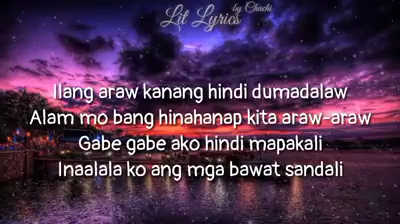 Lit Lyrics
by Chachi
Ilang araw kanang hindi dumadalaw
Alam mo bang hinahanap kita araw-araw
Gabe gabe ako hindi mapakali
Inaalala ko ang mga bawat sandali